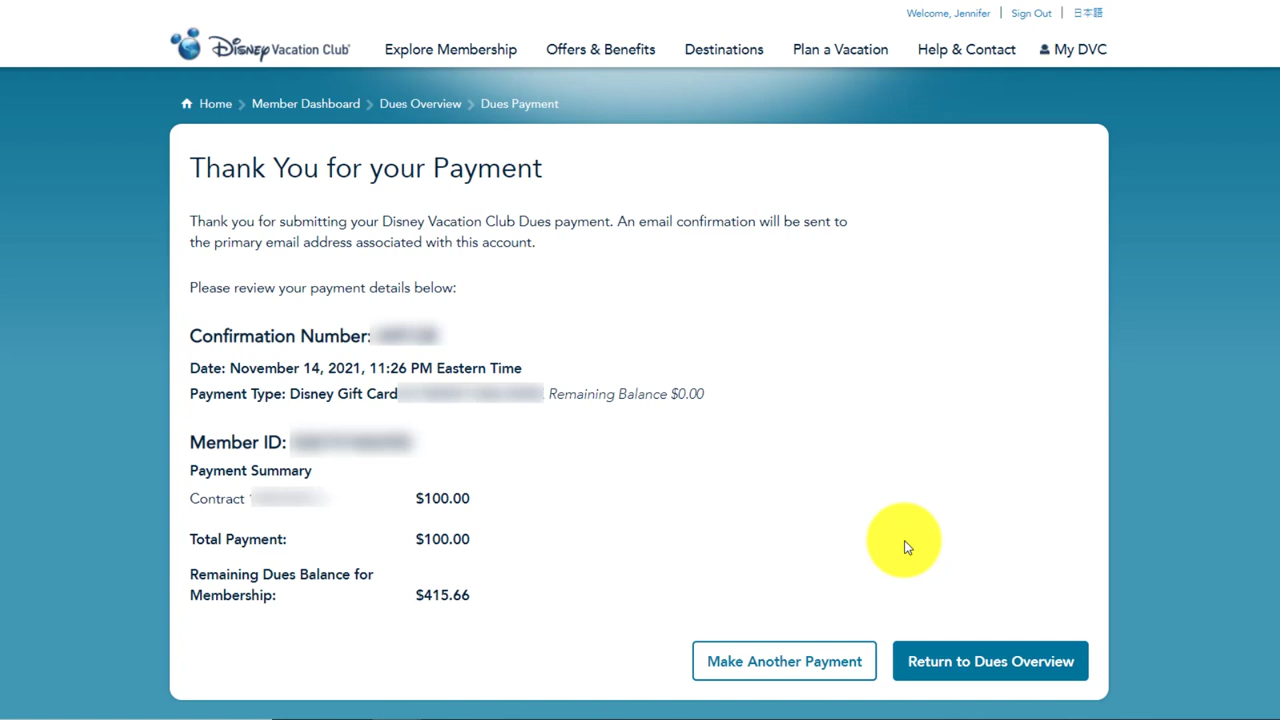 Welcome, Jennifer | Sign Out | 日本語
Disney Vacation Club Explore Membership Offers & Benefits Destinations Plan a Vacation Help & Contact My DVC
Home > Member Dashboard > Dues Overview > Dues Payment
Thank You for your Payment
Thank you for submitting your Disney Vacation Club Dues payment. An email confirmation will be sent to
the primary email address associated with this account.
Please review your payment details below:
Confirmation Number:
Date: November 14, 2021, 11:26 PM Eastern Time
Payment Type: Disney Gift Card Remaining Balance $0.00
Member ID:
Payment Summary
Contract $100.00
Total Payment: $100.00
Remaining Dues Balance for
Membership: $415.66
Make Another Payment Return to Dues Overview